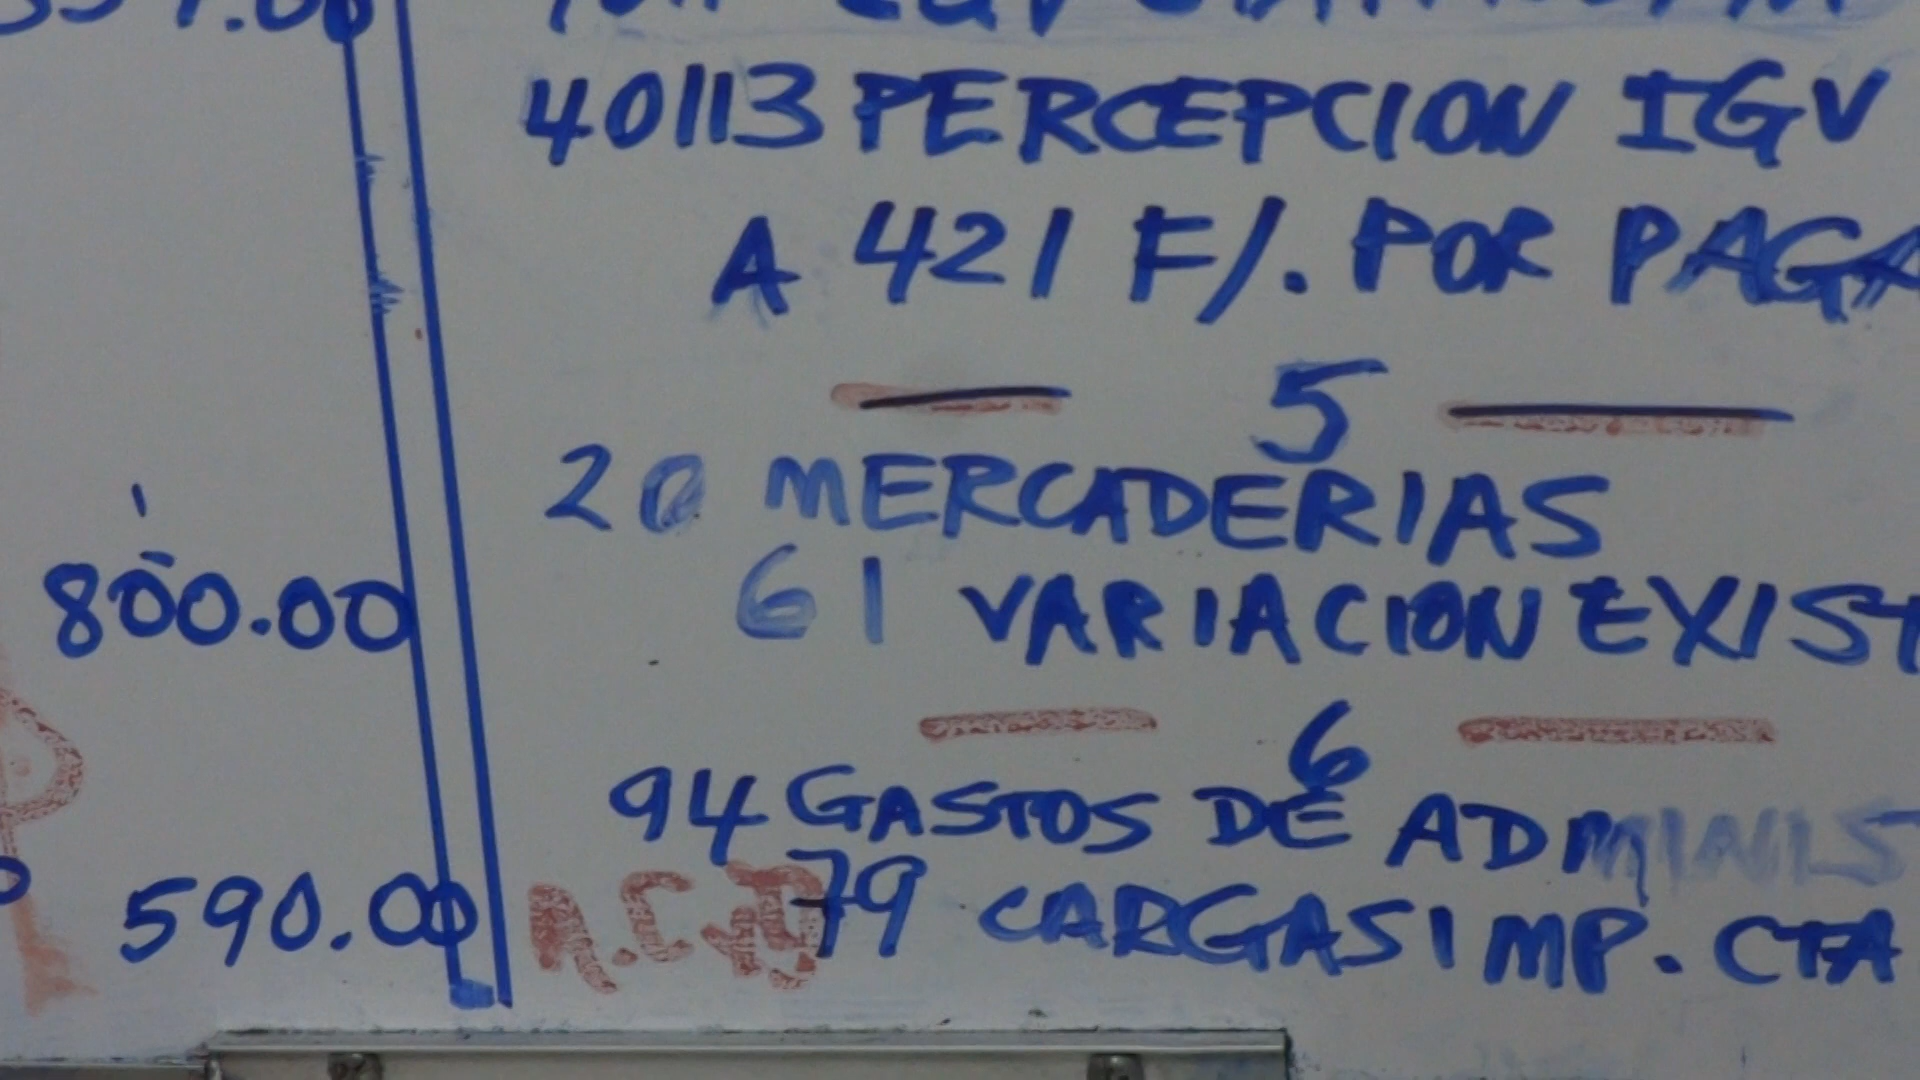 40113 PERCEPCION IGV
A 421 F/. POR PAGA
5
20 MERCADERIAS
800.00
61 VARIACION EXIST
6
94 GASTOS DE ADMINIST
590.00
79 CARGAS IMP. CTA